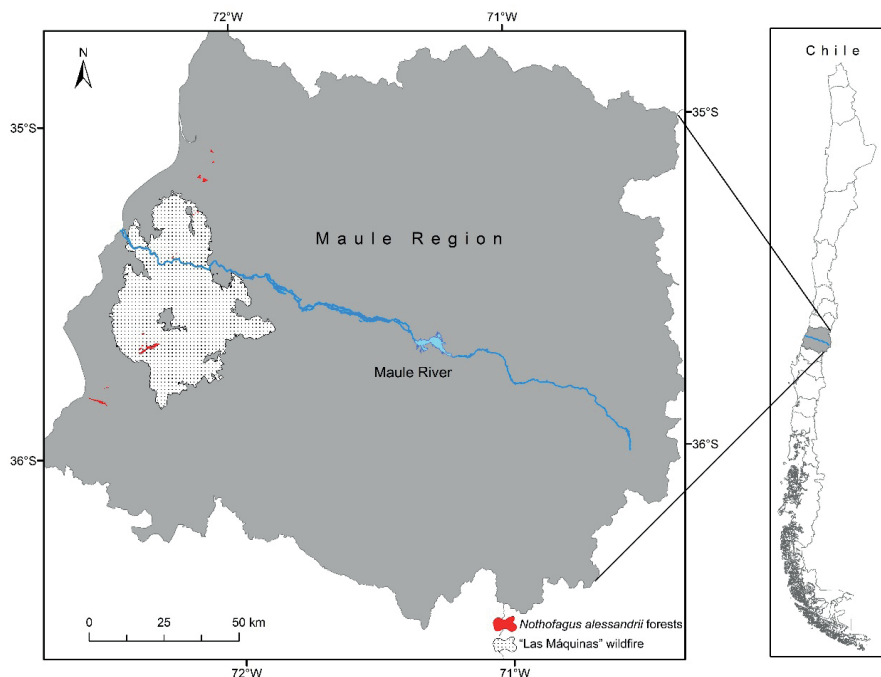 72°W
71°W
Chile
N
35°S
35°S
Maule Region
Maule River
36°S
36°S
0 25 50 km
Nothofagus alessandrii forests
"Las Máquinas" wildfire
72°W
71°W